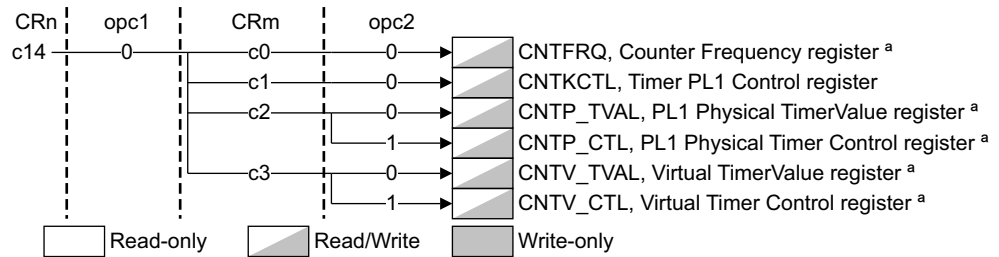 CRn opc1 CRm opc2
c14 0 c0 0 CNTFRQ, Counter Frequency register ᵃ
c1 0 CNTKCTL, Timer PL1 Control register
c2 0 CNTP_TVAL, PL1 Physical TimerValue register ᵃ
1 CNTP_CTL, PL1 Physical Timer Control register ᵃ
c3 0 CNTV_TVAL, Virtual TimerValue register ᵃ
1 CNTV_CTL, Virtual Timer Control register ᵃ
Read-only Read/Write Write-only